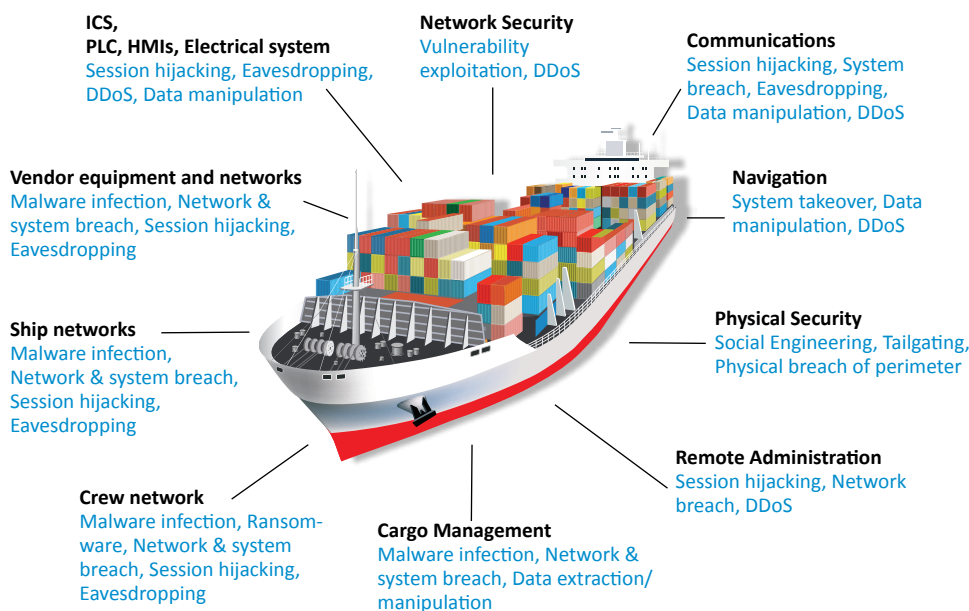 ICS,
PLC, HMIs, Electrical system
Session hijacking, Eavesdropping,
DDoS, Data manipulation
Network Security
Vulnerability
exploitation, DDoS
Communications
Session hijacking, System
breach, Eavesdropping,
Data manipulation, DDoS
Vendor equipment and networks
Malware infection, Network &
system breach, Session hijacking,
Eavesdropping
Navigation
System takeover, Data
manipulation, DDoS
Ship networks
Malware infection,
Network & system breach,
Session hijacking,
Eavesdropping
Physical Security
Social Engineering, Tailgating,
Physical breach of perimeter
Remote Administration
Session hijacking, Network
breach, DDoS
Crew network
Malware infection, Ransom-
ware, Network & system
breach, Session hijacking,
Eavesdropping
Cargo Management
Malware infection, Network &
system breach, Data extraction/
manipulation